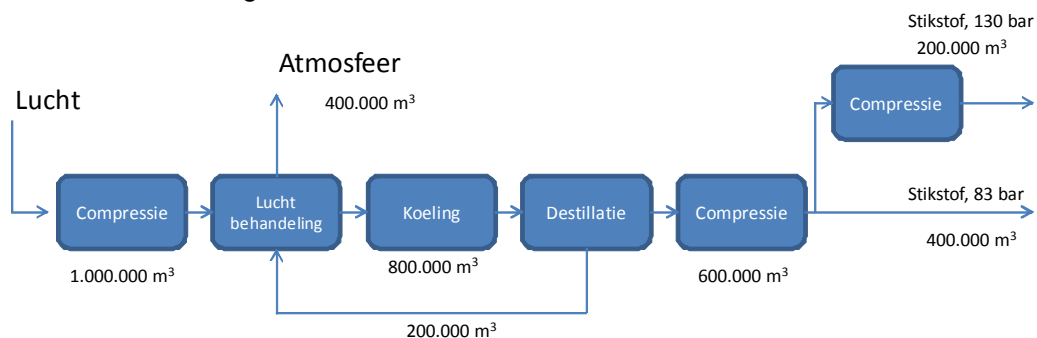 Stikstof, 130 bar
200.000 m³
Atmosfeer
400.000 m³
Lucht
Compressie
Compressie
Lucht
behandeling
Koeling
Destillatie
Compressie
Stikstof, 83 bar
400.000 m³
1.000.000 m³
800.000 m³
600.000 m³
200.000 m³